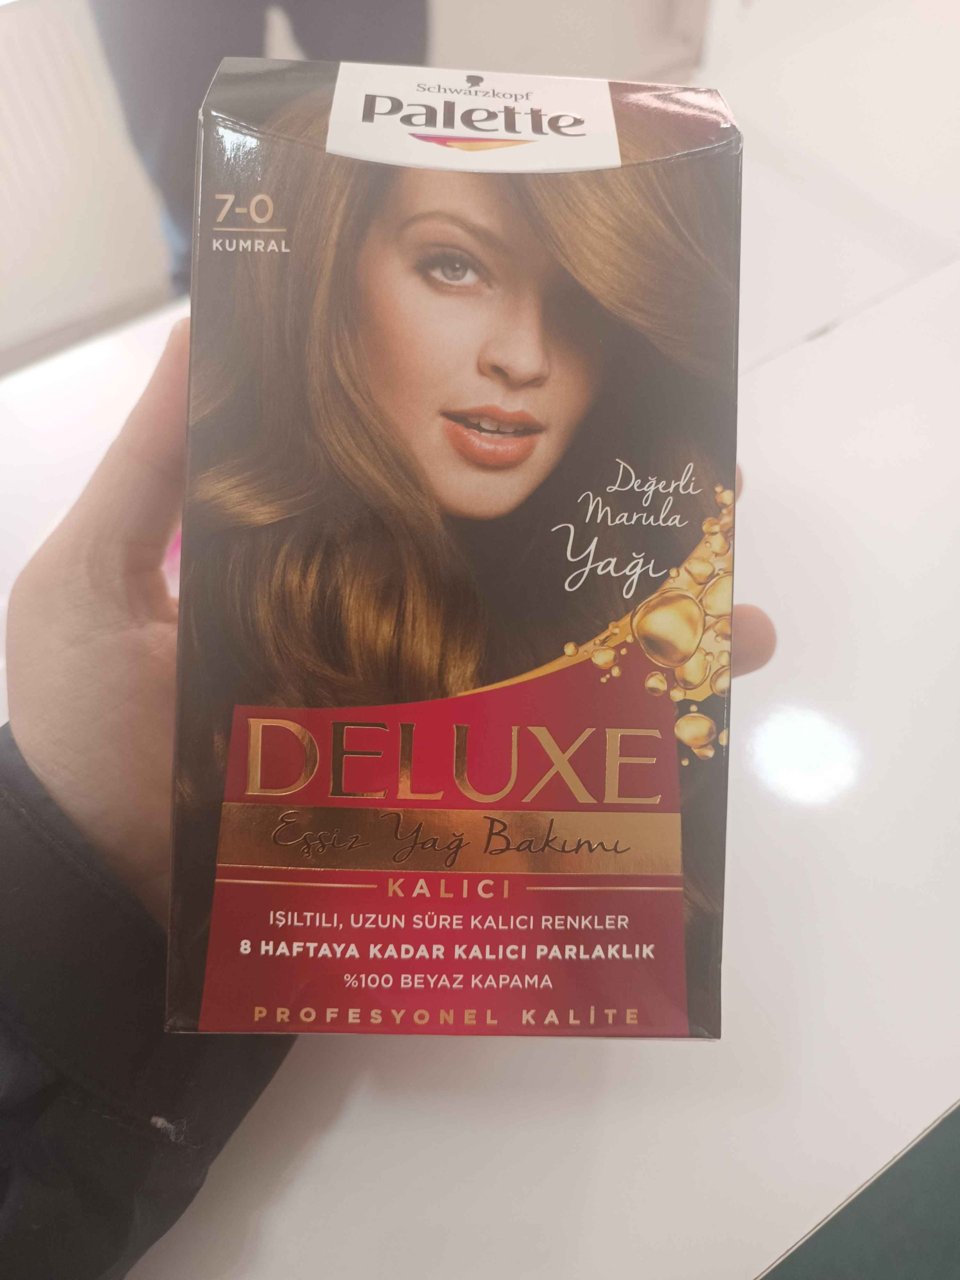 Schwarzkopf
Palette
7-0
KUMRAL
Değerli
Marula
Yağı
DELUXE
Eşsiz Yağ Bakımı
KALICI
IŞILTILI, UZUN SÜRE KALICI RENKLER
8 HAFTAYA KADAR KALICI PARLAKLIK
%100 BEYAZ KAPAMA
PROFESYONEL KALİTE